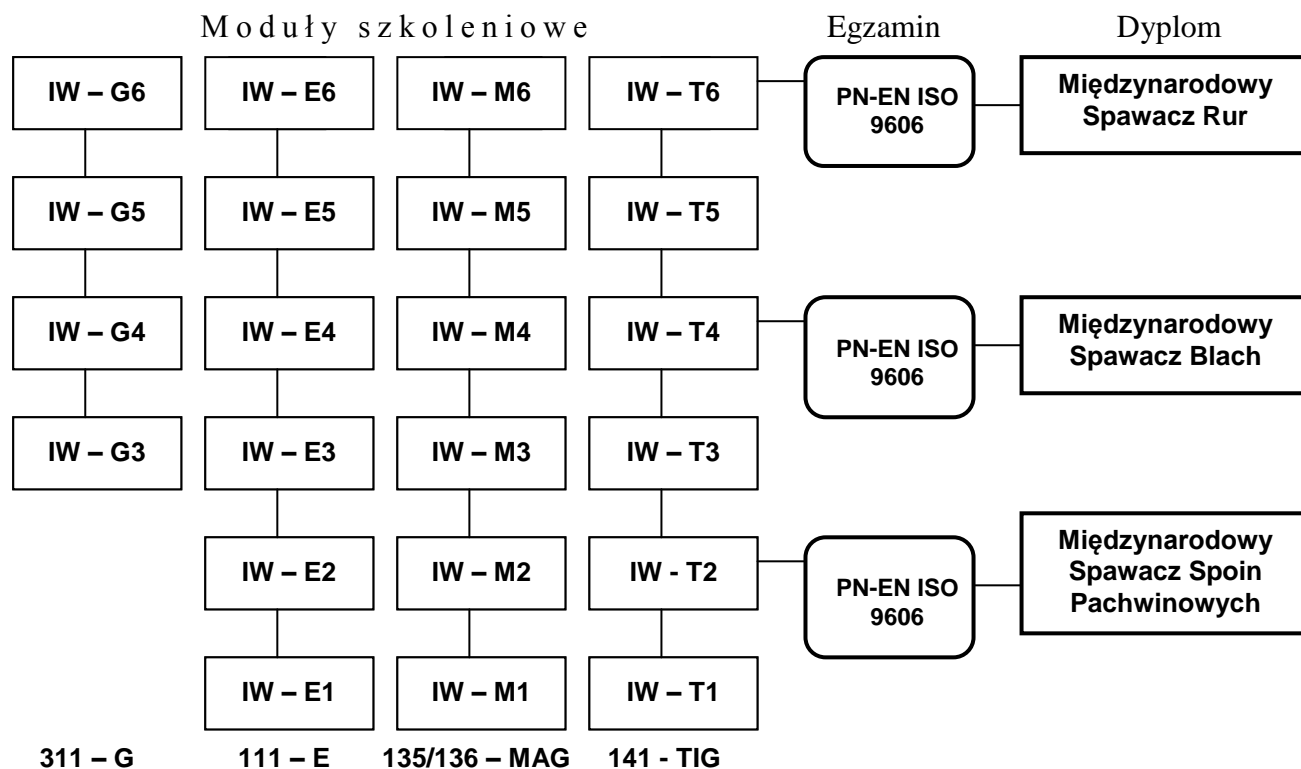 Moduły szkoleniowe Egzamin Dyplom
IW – G6 IW – E6 IW – M6 IW – T6
PN-EN ISO
9606
Międzynarodowy
Spawacz Rur
IW – G5 IW – E5 IW – M5 IW – T5
IW – G4 IW – E4 IW – M4 IW – T4
PN-EN ISO
9606
Międzynarodowy
Spawacz Blach
IW – G3 IW – E3 IW – M3 IW – T3
IW – E2 IW – M2 IW - T2
PN-EN ISO
9606
Międzynarodowy
Spawacz Spoin
Pachwinowych
IW – E1 IW – M1 IW – T1
311 – G 111 – E 135/136 – MAG 141 - TIG